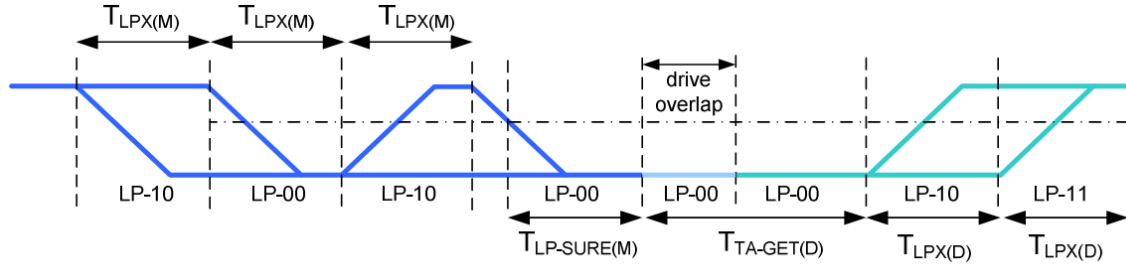 TLPX(M) TLPX(M) TLPX(M)
drive
overlap
LP-10 LP-00 LP-10 LP-00 LP-00 LP-00 LP-10 LP-11
TLP-SURE(M) TTA-GET(D) TLPX(D) TLPX(D)